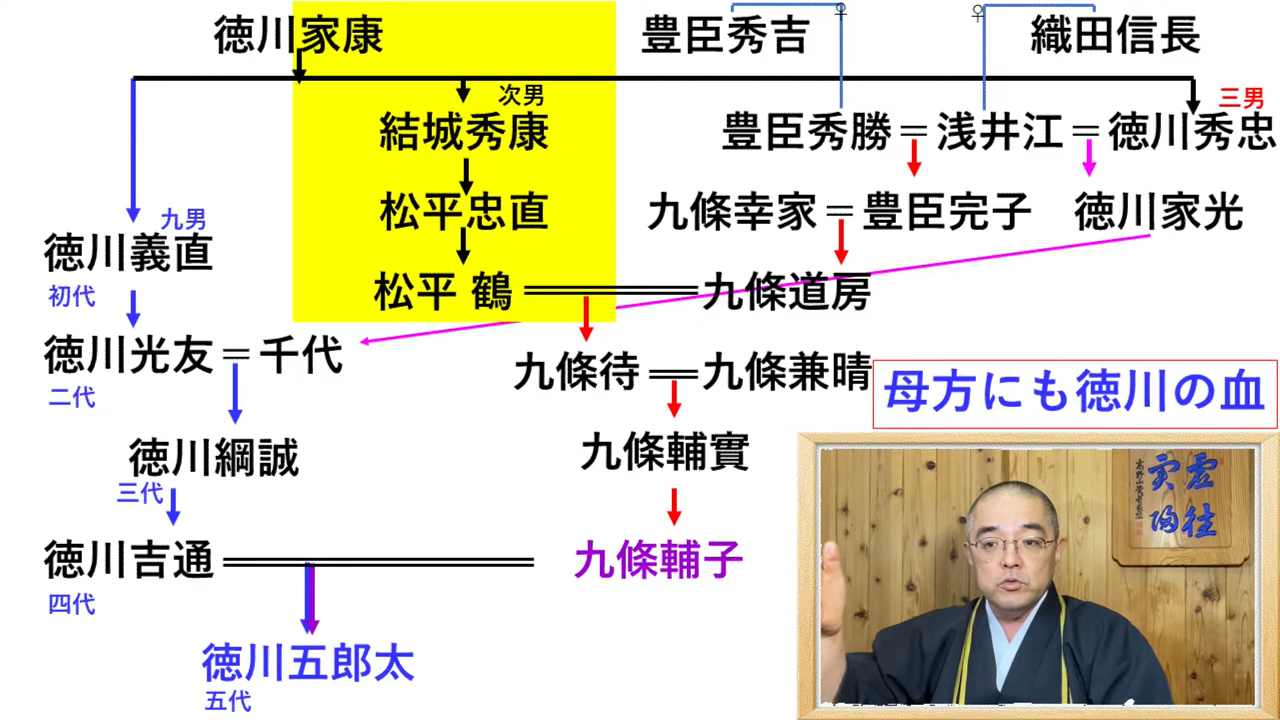 徳川家康
豊臣秀吉
♀
♀
織田信長
次男
三男
結城秀康
豊臣秀勝＝浅井江＝徳川秀忠
松平忠直
九條幸家＝豊臣完子
徳川家光
九男
徳川義直
初代
松平 鶴
九條道房
徳川光友＝千代
二代
九條待
九條兼晴
母方にも徳川の血
徳川綱誠
三代
九條輔實
徳川吉通
四代
九條輔子
徳川五郎太
五代
虚往
実帰